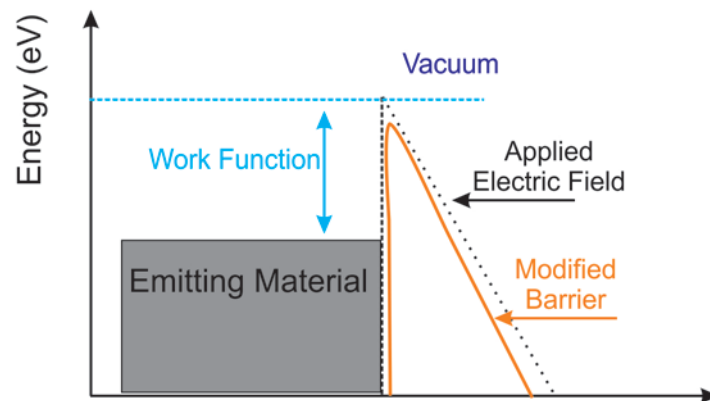 Energy (eV)
Vacuum
Work Function
Applied
Electric Field
Emitting Material
Modified
Barrier